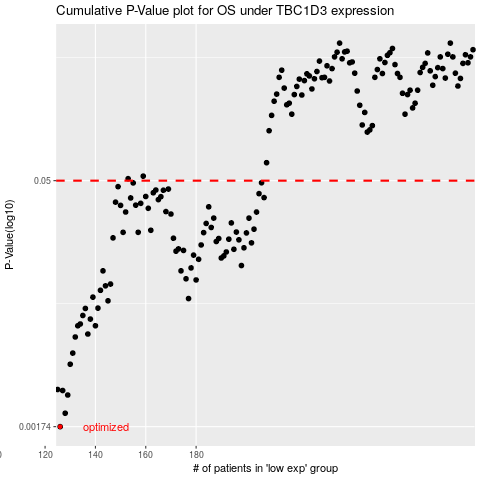 Cumulative P-Value plot for OS under TBC1D3 expression
P-Value(log10)
0.05
0.00174
optimized
0 120 140 160 180
# of patients in 'low exp' group